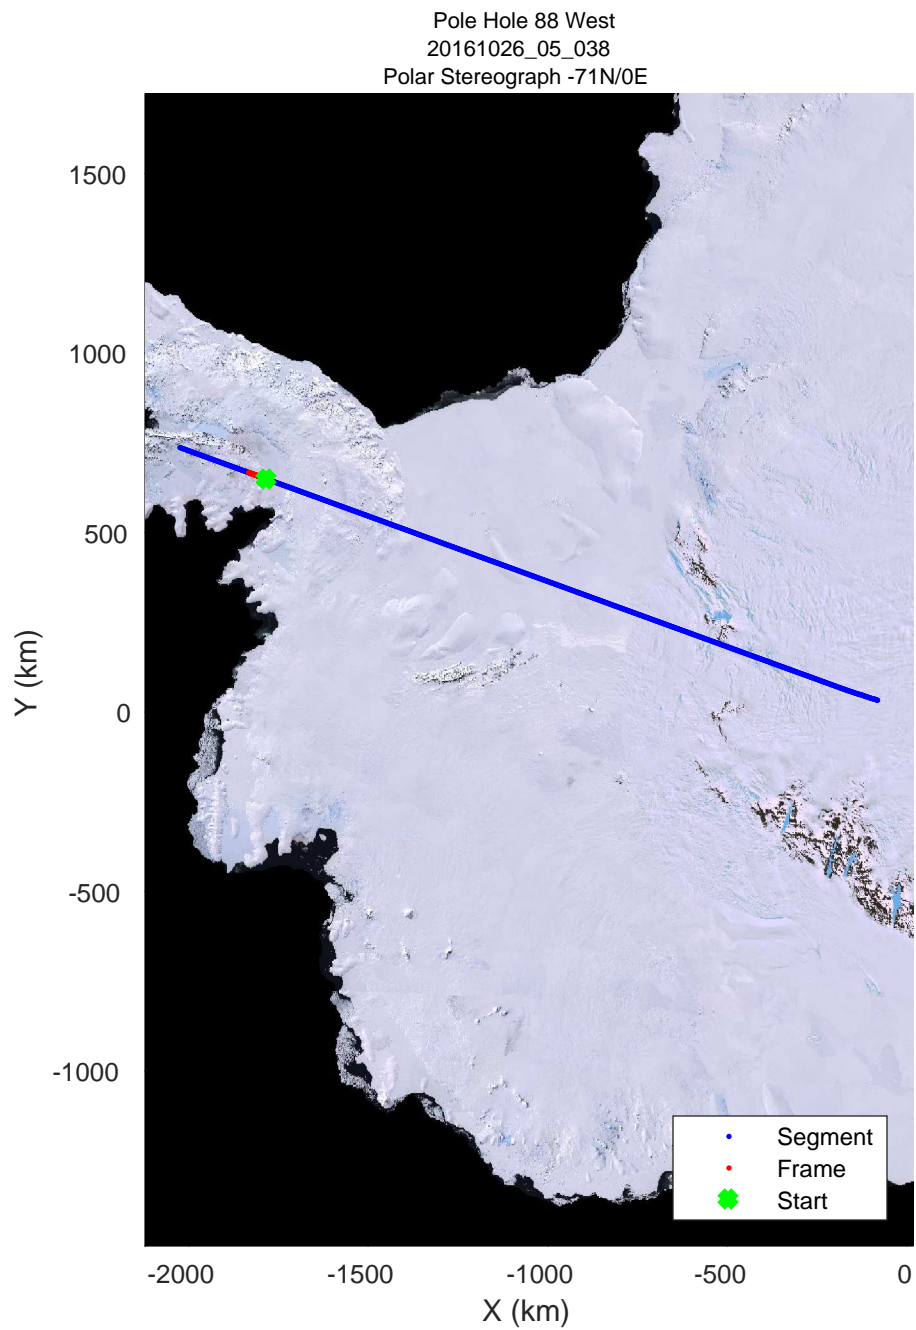 Pole Hole 88 West
20161026_05_038
Polar Stereograph -71N/0E
1500
1000
500
0
-500
-1000
Y (km)
-2000
-1500
-1000
-500
0
X (km)
Segment
Frame
Start